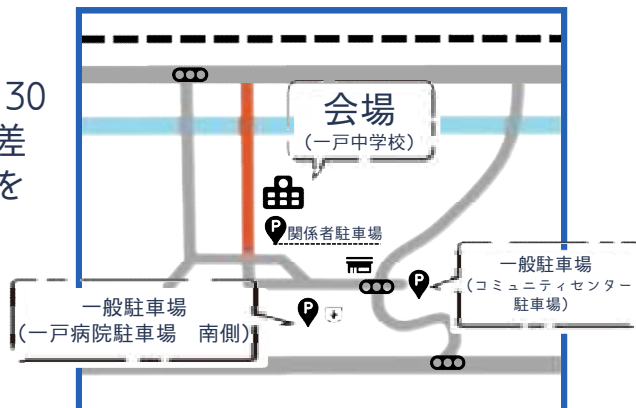 30
差
を
会場
(一戸中学校)
P
関係者駐車場
一般駐車場
(コミュニティセンター
駐車場)
P
一般駐車場
(一戸病院駐車場　南側)
P